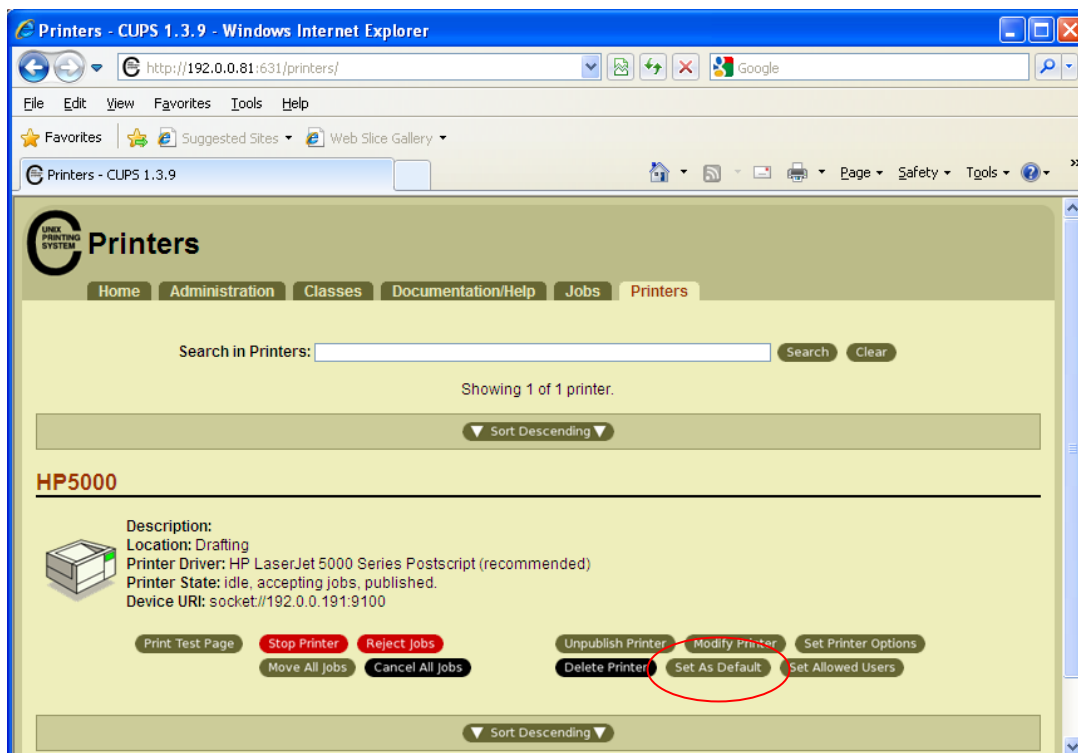 Printers - CUPS 1.3.9 - Windows Internet Explorer
http://192.0.0.81:631/printers/
Google
File Edit View Favorites Tools Help
Favorites Suggested Sites Web Slice Gallery
Printers - CUPS 1.3.9
Page Safety Tools
UNIX
PRINTING
SYSTEM
Printers
Home Administration Classes Documentation/Help Jobs Printers
Search in Printers: Search Clear
Showing 1 of 1 printer.
Sort Descending
HP5000
Description:
Location: Drafting
Printer Driver: HP LaserJet 5000 Series Postscript (recommended)
Printer State: idle, accepting jobs, published.
Device URI: socket://192.0.0.191:9100
Print Test Page Stop Printer Reject Jobs Unpublish Printer Modify Printer Set Printer Options
Move All Jobs Cancel All Jobs Delete Printer Set As Default Set Allowed Users
Sort Descending